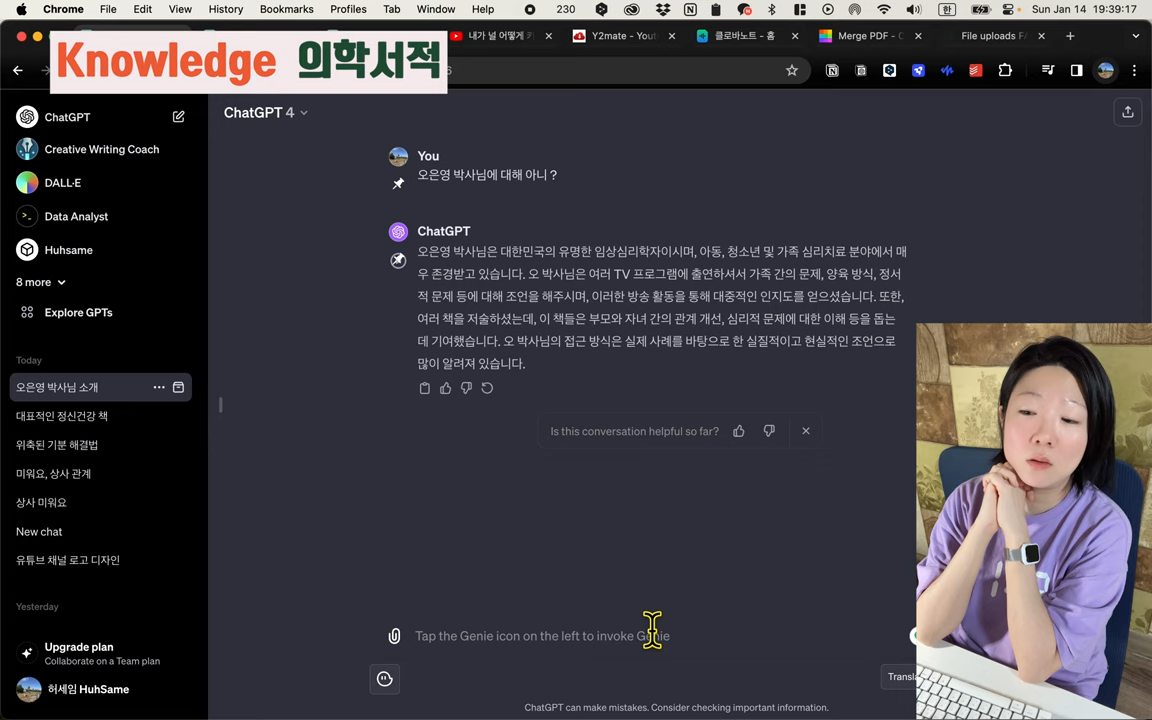 Chrome File Edit View History Bookmarks Profiles Tab Window Help 230 한 Sun Jan 14 19:39:17
내가 널 어떻게 Y2mate - You 클로바노트 - 홈 Merge PDF - File uploads FA
Knowledge 의학서적
ChatGPT
ChatGPT 4
Creative Writing Coach
DALL·E
Data Analyst
Huhsame
8 more
Explore GPTs
Today
오은영 박사님 소개
대표적인 정신건강 책
위축된 기분 해결법
미워요, 상사 관계
상사 미워요
New chat
유튜브 채널 로고 디자인
Yesterday
Upgrade plan
Collaborate on a Team plan
허세임 HuhSame
You
오은영 박사님에 대해 아니 ?
ChatGPT
오은영 박사님은 대한민국의 유명한 임상심리학자이시며, 아동, 청소년 및 가족 심리치료 분야에서 매
우 존경받고 있습니다. 오 박사님은 여러 TV 프로그램에 출연하셔서 가족 간의 문제, 양육 방식, 정서
적 문제 등에 대해 조언을 해주시며, 이러한 방송 활동을 통해 대중적인 인지도를 얻으셨습니다. 또한,
여러 책을 저술하셨는데, 이 책들은 부모와 자녀 간의 관계 개선, 심리적 문제에 대한 이해 등을 돕는
데 기여했습니다. 오 박사님의 접근 방식은 실제 사례를 바탕으로 한 실질적이고 현실적인 조언으로
많이 알려져 있습니다.
Is this conversation helpful so far?
Tap the Genie icon on the left to invoke Genie
Transla
ChatGPT can make mistakes. Consider checking important information.